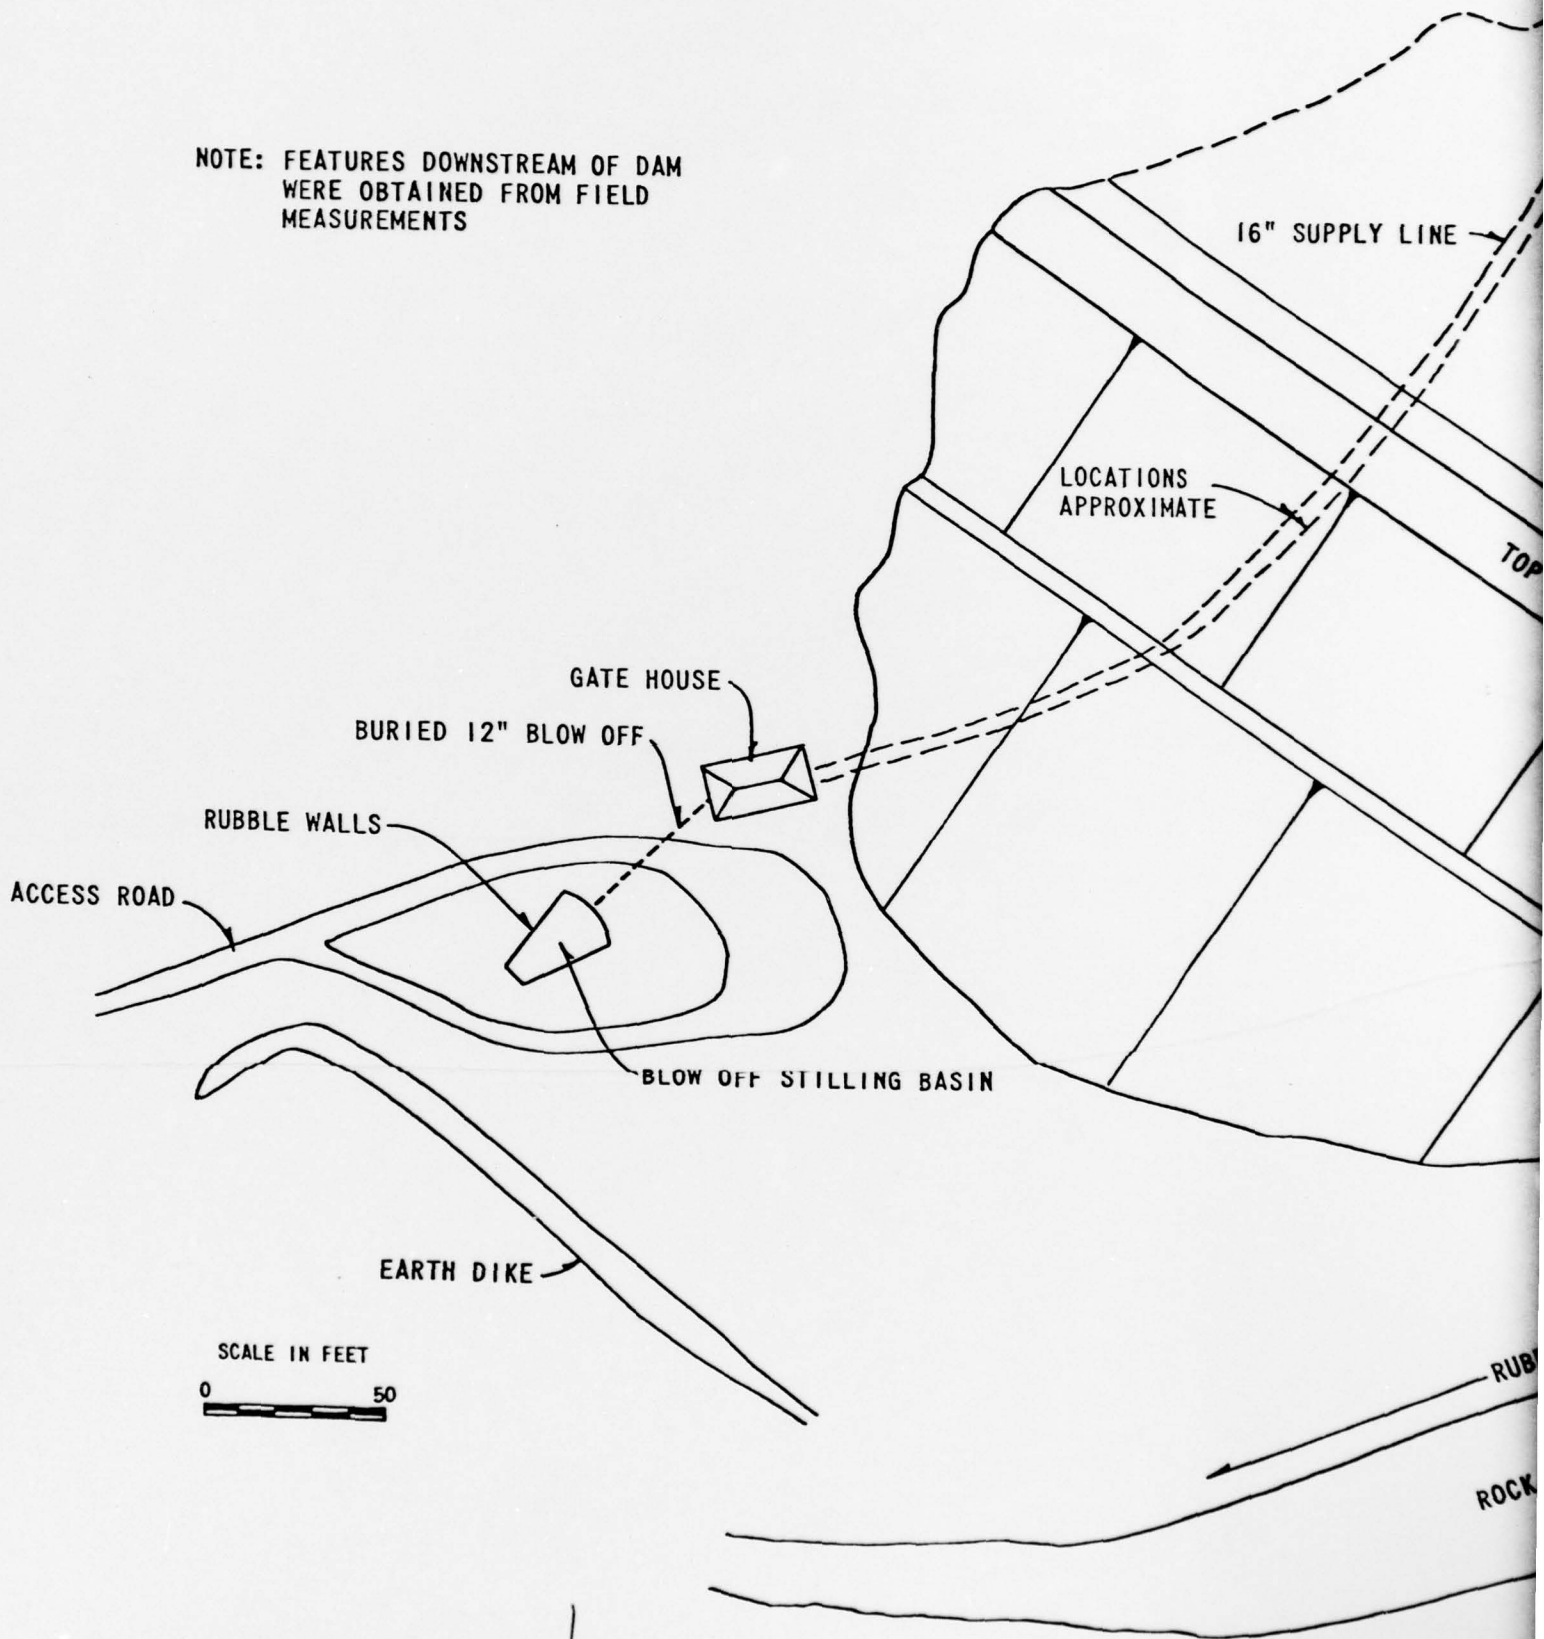 NOTE: FEATURES DOWNSTREAM OF DAM
WERE OBTAINED FROM FIELD
MEASUREMENTS
16" SUPPLY LINE
LOCATIONS
APPROXIMATE
TOP
GATE HOUSE
BURIED 12" BLOW OFF
RUBBLE WALLS
ACCESS ROAD
BLOW OFF STILLING BASIN
EARTH DIKE
SCALE IN FEET
0 50
ROCK